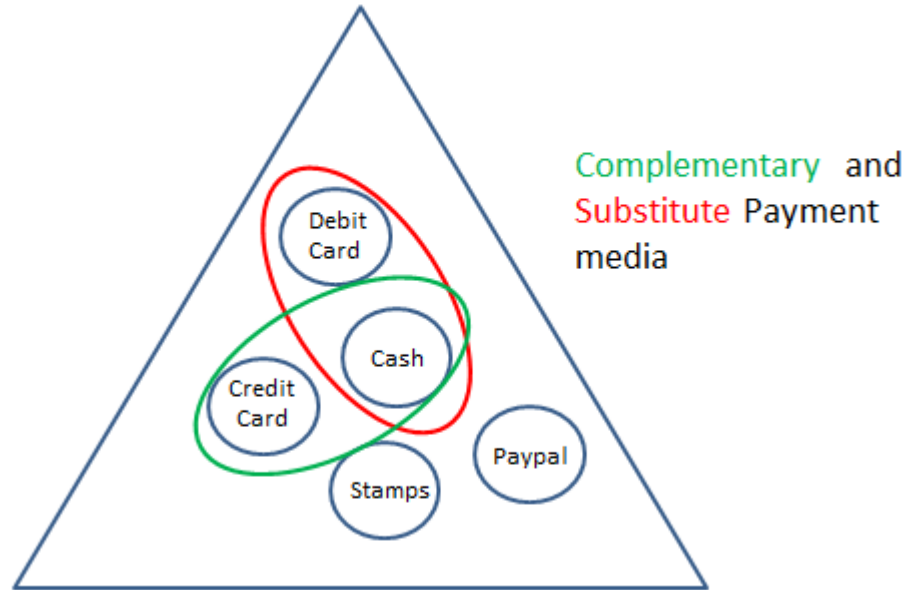 Debit
Card
Cash
Credit
Card
Stamps
Paypal
Complementary and
Substitute Payment
media